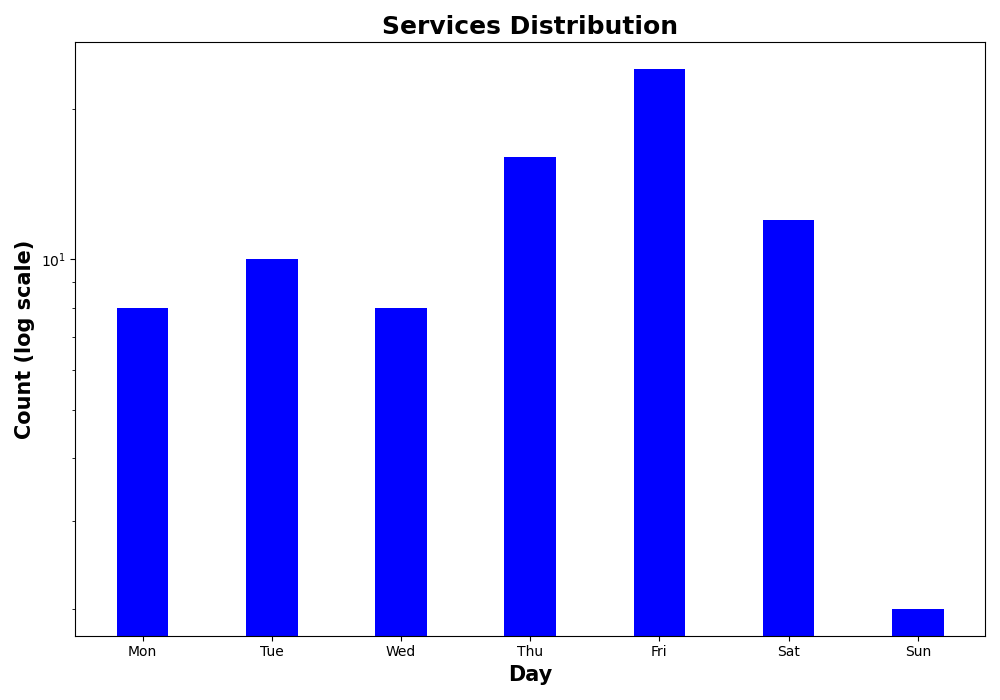 Services Distribution
Count (log scale)
10¹
Mon Tue Wed Thu Fri Sat Sun
Day